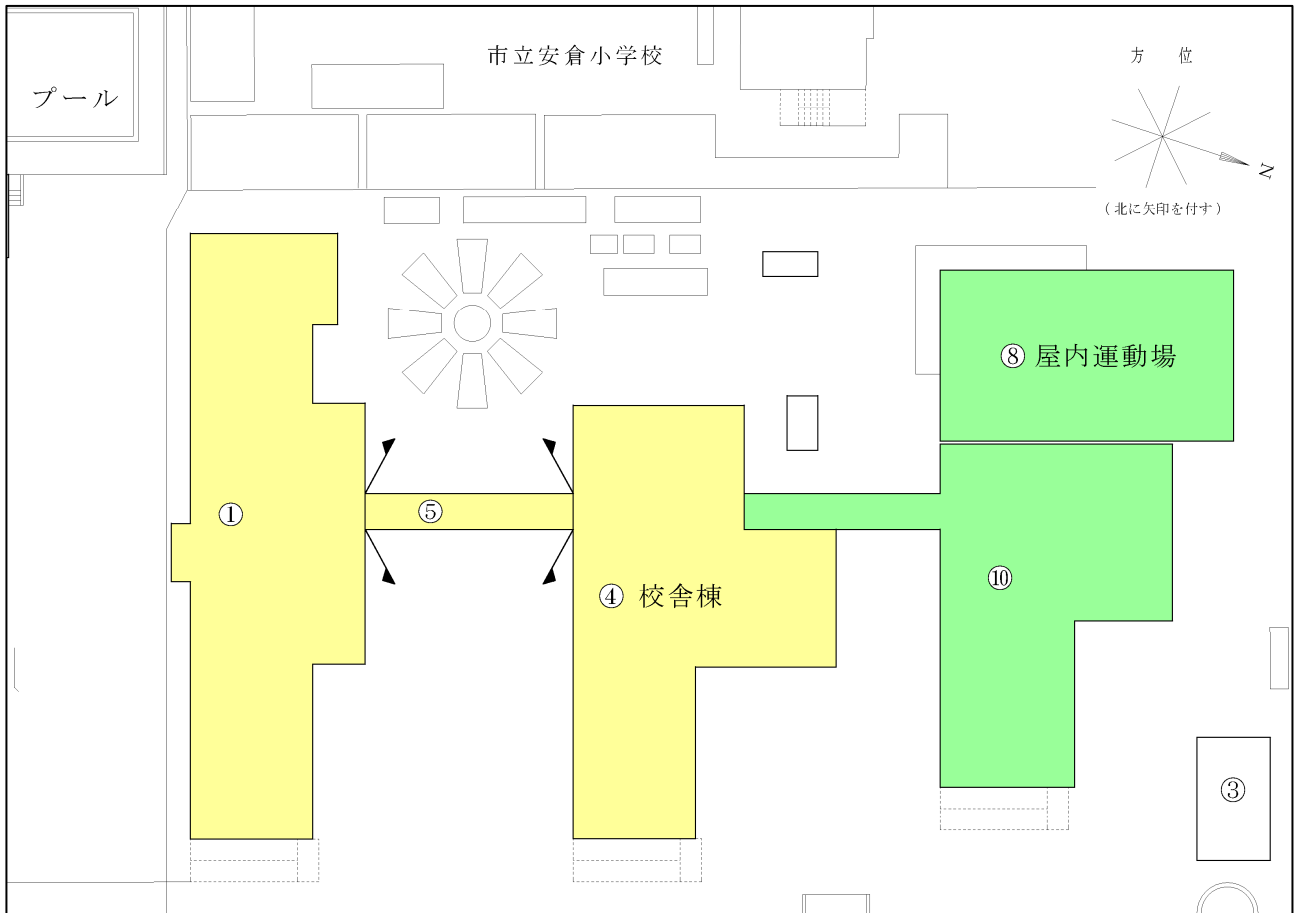 市立安倉小学校
方 位
プール
N
(北に矢印を付す)
⑧ 屋内運動場
①
⑤
④ 校舎棟
⑩
③